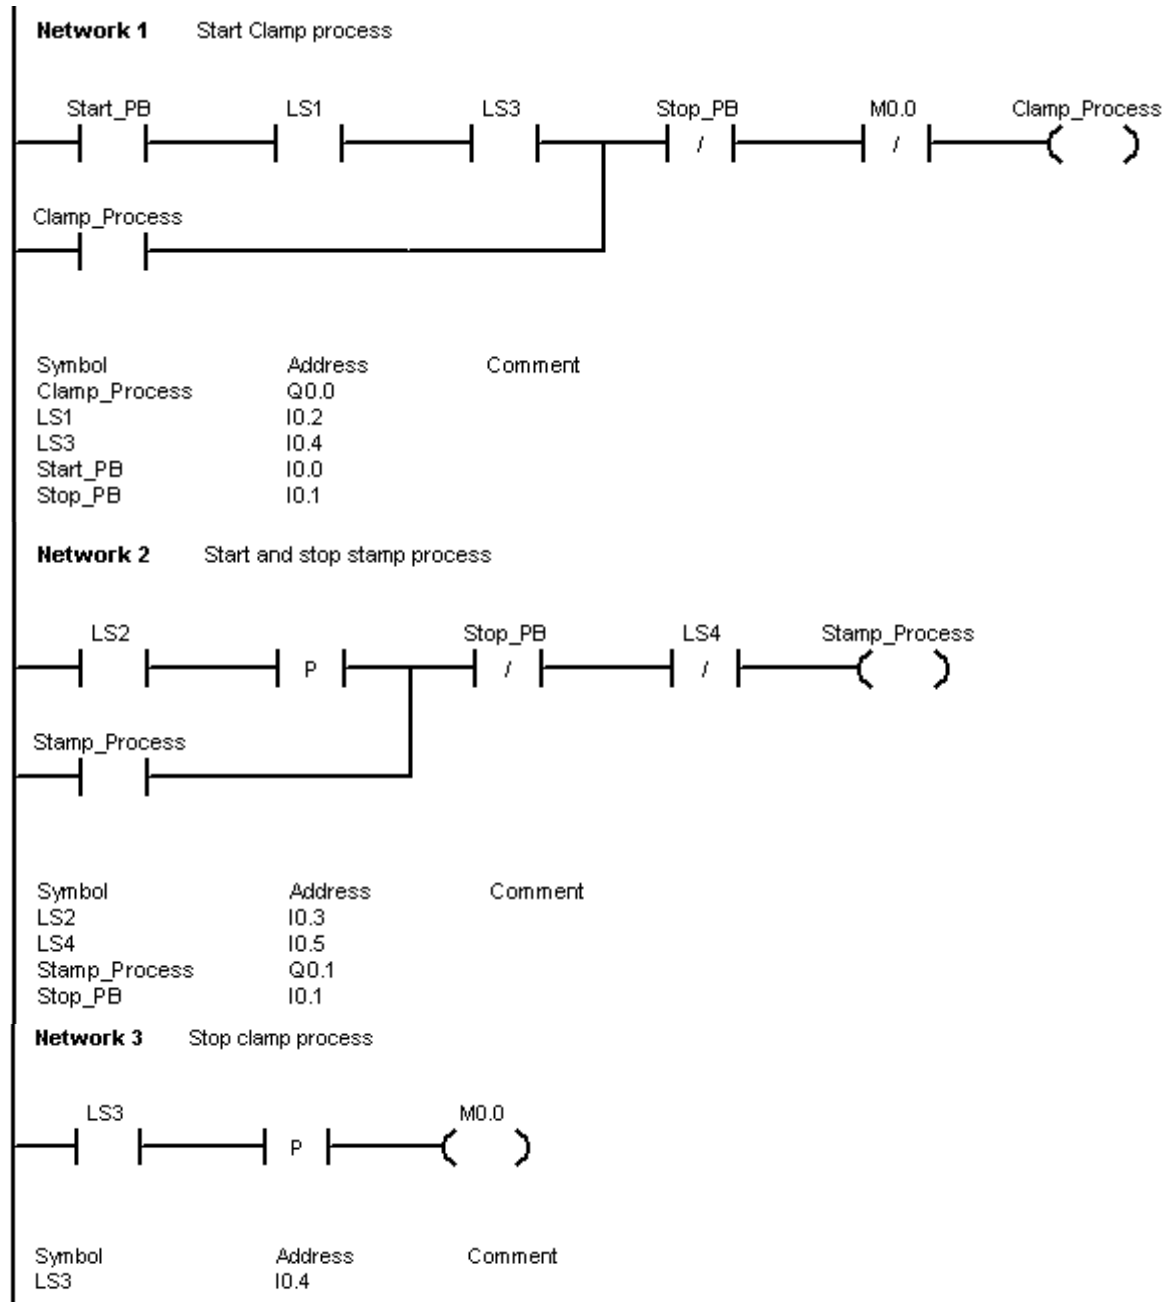 Network 1 Start Clamp process
Start_PB LS1 LS3 Stop_PB M0.0 Clamp_Process
/ /
Clamp_Process
Symbol Address Comment
Clamp_Process Q0.0
LS1 I0.2
LS3 I0.4
Start_PB I0.0
Stop_PB I0.1
Network 2 Start and stop stamp process
LS2 Stop_PB LS4 Stamp_Process
P / /
Stamp_Process
Symbol Address Comment
LS2 I0.3
LS4 I0.5
Stamp_Process Q0.1
Stop_PB I0.1
Network 3 Stop clamp process
LS3 M0.0
P
Symbol Address Comment
LS3 I0.4